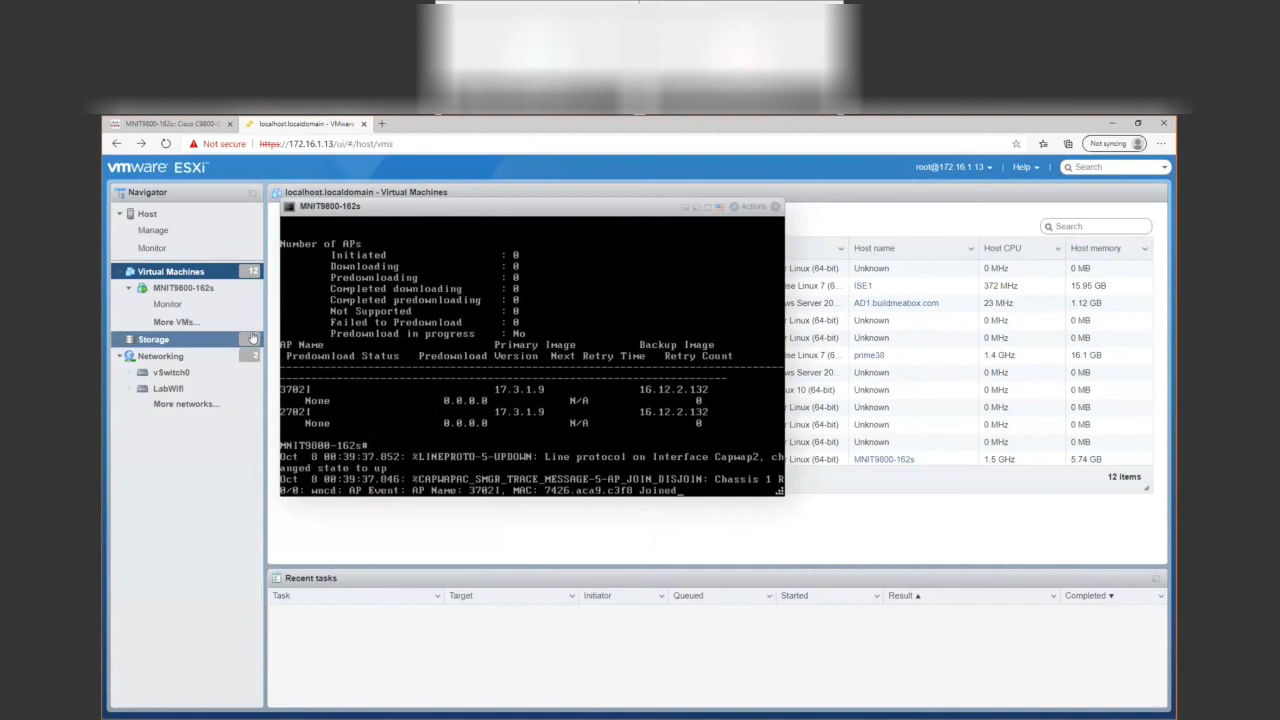 MNIT9800-162s: Cisco C9800-C
localhost.localdomain - VMware
Not secure
https://172.16.1.13/ui/#/host/vms
Not syncing
vmware ESXi
root@172.16.1.13
Help
Search
Navigator
Host
Manage
Monitor
Virtual Machines
12
MNIT9800-162s
Monitor
More VMs...
Storage
Networking
2
vSwitch0
LabWifi
More networks...
localhost.localdomain - Virtual Machines
MNIT9800-162s
Actions
Number of APs
Initiated : 0
Downloading : 0
Predownloading : 0
Completed downloading : 0
Completed predownloading : 0
Not Supported : 0
Failed to Predownload : 0
Predownload in progress : No
AP Name Primary Image Backup Image
Predownload Status Predownload Version Next Retry Time Retry Count
3702I 17.3.1.9 16.12.2.132
None 0.0.0.0 N/A 0
2702I 17.3.1.9 16.12.2.132
None 0.0.0.0 N/A 0
MNIT9800-162s#
Oct 8 00:39:37.852: %LINEPROTO-5-UPDOWN: Line protocol on Interface Capwap2, ch
anged state to up
Oct 8 00:39:37.846: %CAPWAPAC_SMGR_TRACE_MESSAGE-5-AP_JOIN_DISJOIN: Chassis 1 R
0/0: wncd: AP Event: AP Name: 3702I, MAC: 7426.aca9.c3f8 Joined_
Search
Host name Host CPU Host memory
Linux (64-bit) Unknown 0 MHz 0 MB
ise Linux 7 (64-bit) ISE1 372 MHz 15.95 GB
ws Server 20... AD1.buildmeabox.com 23 MHz 1.12 GB
Linux (64-bit) Unknown 0 MHz 0 MB
ws Server 20... Unknown 0 MHz 0 MB
ise Linux 7 (6... prime38 1.4 GHz 16.1 GB
Linux (64-bit) Unknown 0 MHz 0 MB
ux 10 (64-bit) Unknown 0 MHz 0 MB
Linux (64-bit) Unknown 0 MHz 0 MB
Linux (64-bit) Unknown 0 MHz 0 MB
Linux (64-bit) Unknown 0 MHz 0 MB
Linux (64-bit) MNIT9800-162s 1.5 GHz 5.74 GB
12 items
Recent tasks
Task Target Initiator Queued Started Result Completed